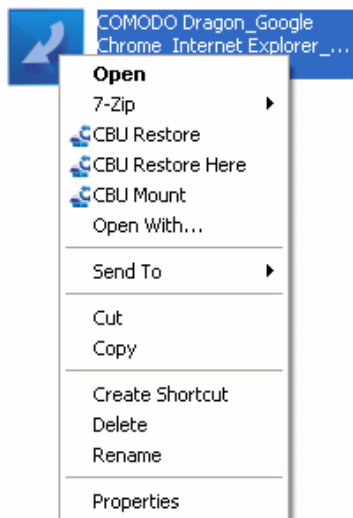 COMODO Dragon_Google
Chrome_Internet Explorer_...
Open
7-Zip
CBU Restore
CBU Restore Here
CBU Mount
Open With...
Send To
Cut
Copy
Create Shortcut
Delete
Rename
Properties